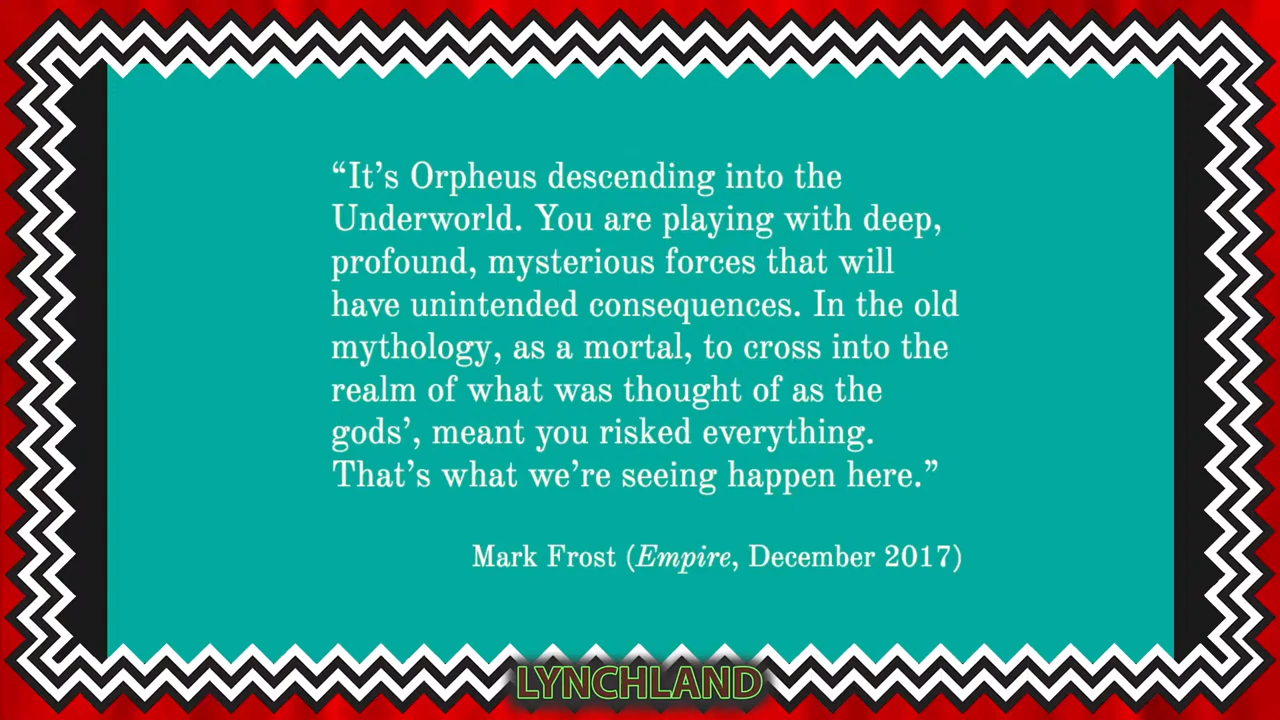 “It’s Orpheus descending into the
Underworld. You are playing with deep,
profound, mysterious forces that will
have unintended consequences. In the old
mythology, as a mortal, to cross into the
realm of what was thought of as the
gods’, meant you risked everything.
That’s what we’re seeing happen here.”
Mark Frost (Empire, December 2017)
LYNCHLAND